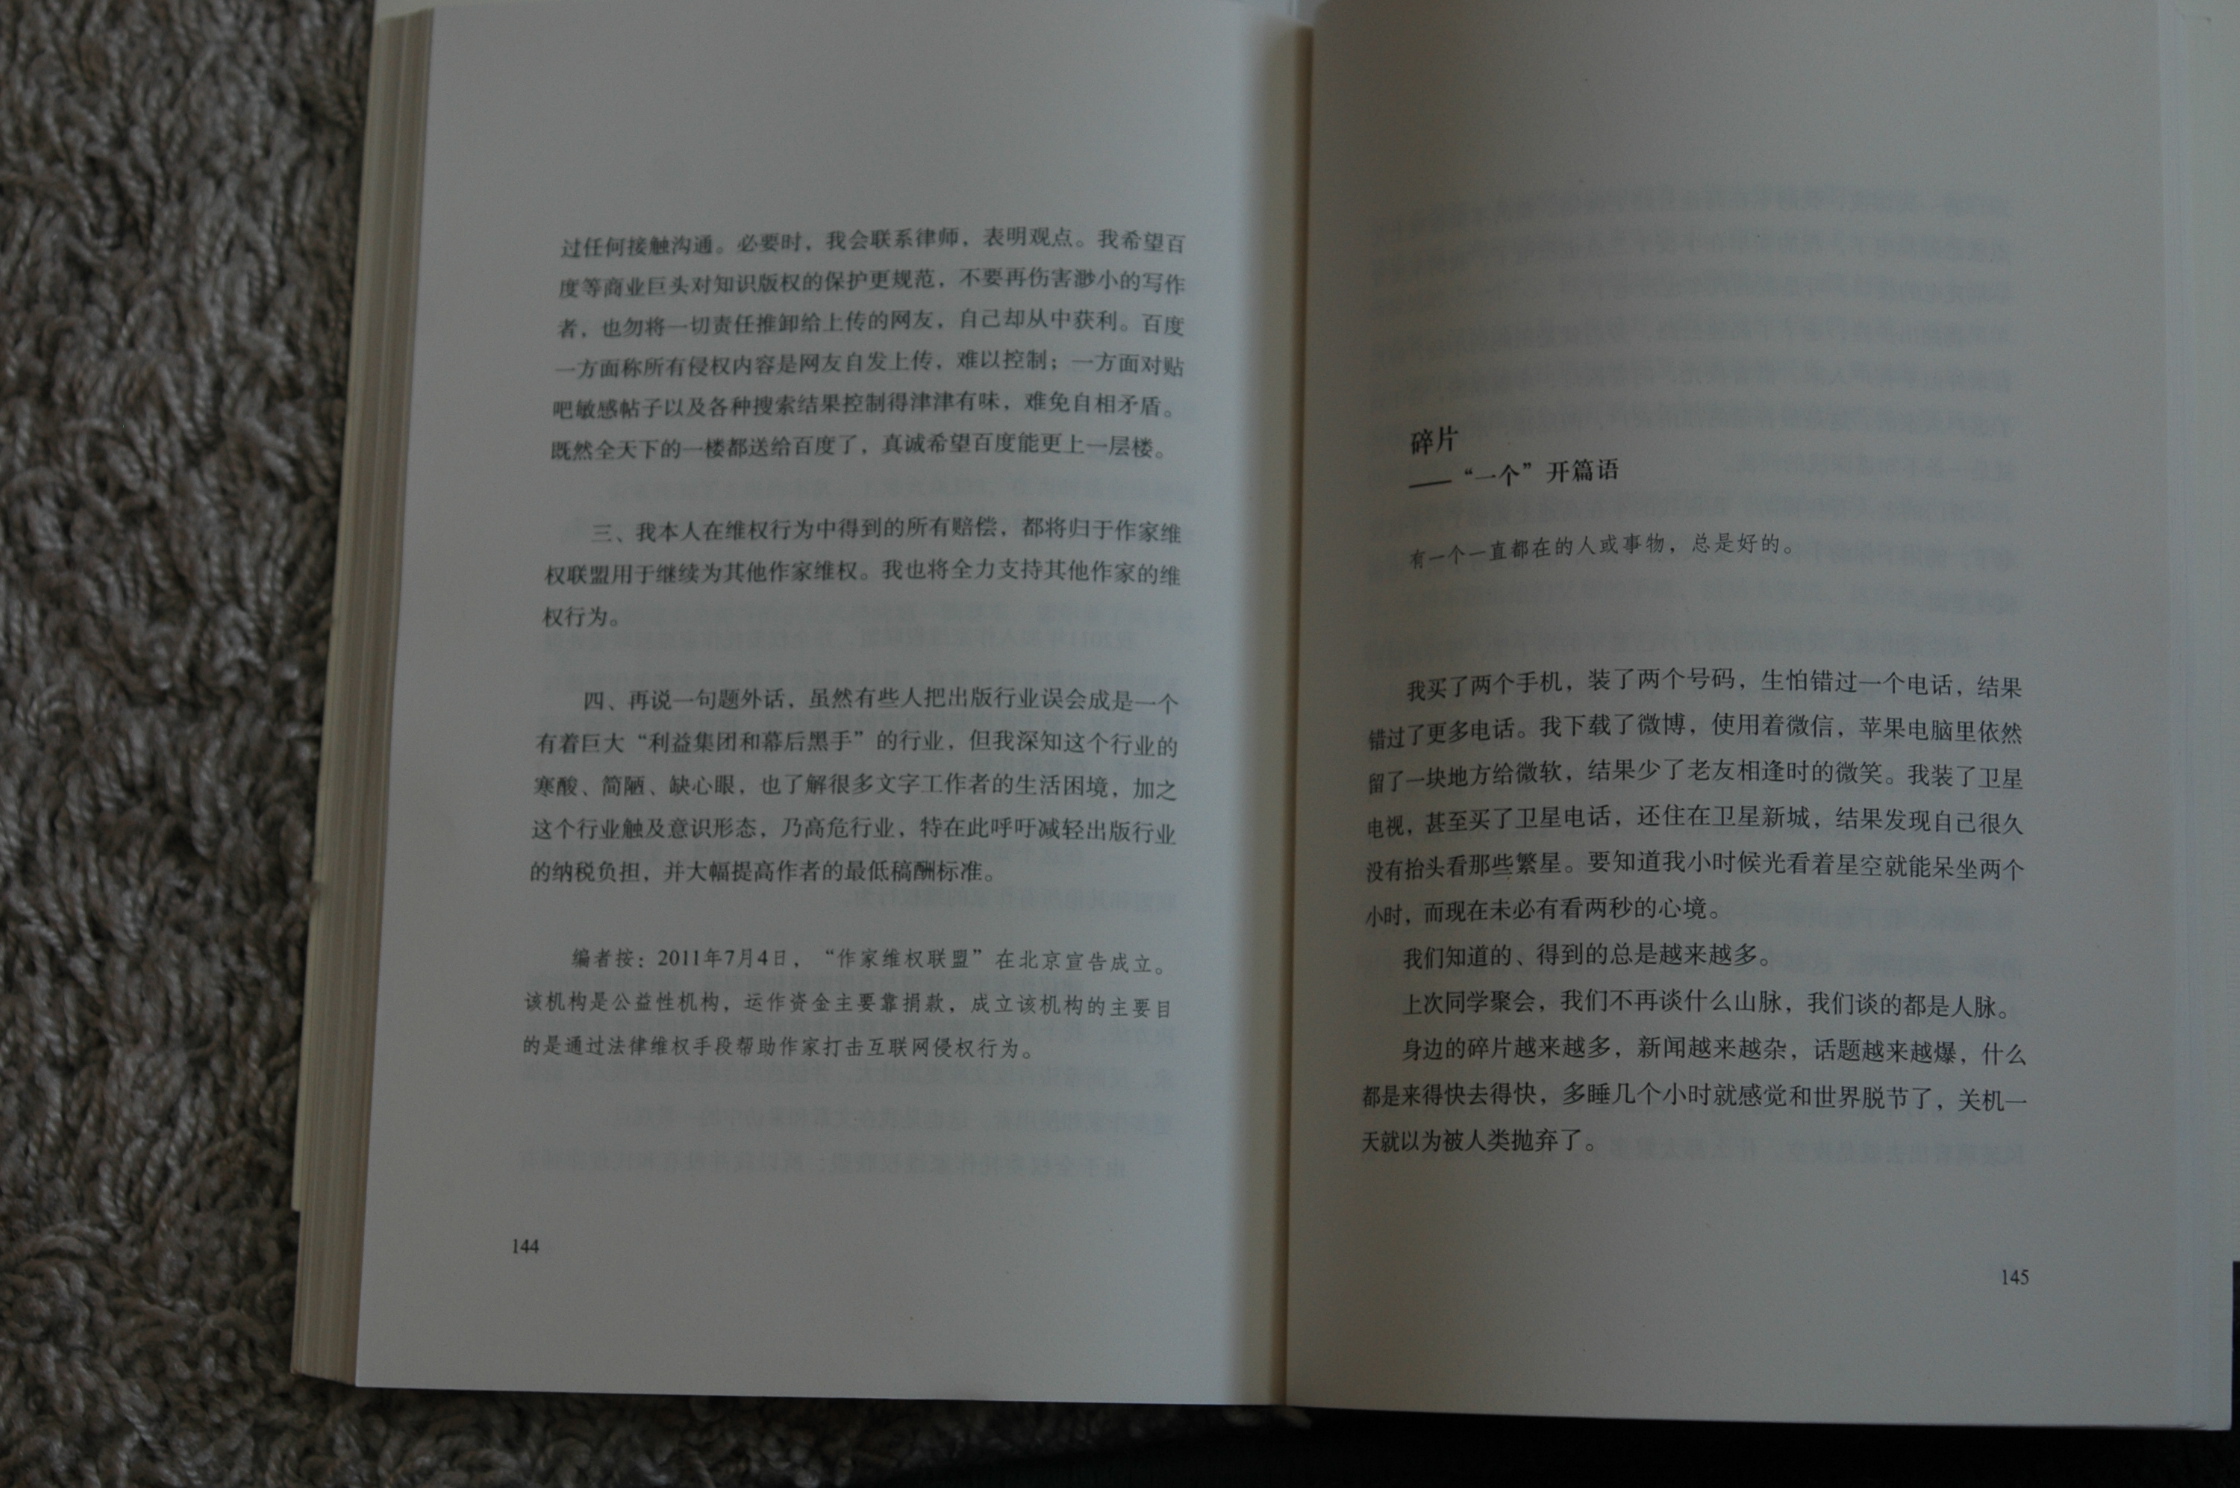 过任何接触沟通。必要时，我会联系律师，表明观点。我希望百
度等商业巨头对知识版权的保护更规范，不要再伤害渺小的写作
者，也勿将一切责任推卸给上传的网友，自己却从中获利。百度
一方面称所有侵权内容是网友自发上传，难以控制；一方面对贴
吧敏感帖子以及各种搜索结果控制得津津有味，难免自相矛盾。
既然全天下的一楼都送给百度了，真诚希望百度能更上一层楼。
三、我本人在维权行为中得到的所有赔偿，都将归于作家维
权联盟用于继续为其他作家维权。我也将全力支持其他作家的维
权行为。
四、再说一句题外话，虽然有些人把出版行业误会成是一个
有着巨大“利益集团和幕后黑手”的行业，但我深知这个行业的
寒酸、简陋、缺心眼，也了解很多文字工作者的生活困境，加之
这个行业触及意识形态，乃高危行业，特在此呼吁减轻出版行业
的纳税负担，并大幅提高作者的最低稿酬标准。
编者按：2011年7月4日，“作家维权联盟”在北京宣告成立。
该机构是公益性机构，运作资金主要靠捐款，成立该机构的主要目
的是通过法律维权手段帮助作家打击互联网侵权行为。
144
碎片
——“一个”开篇语
有一个一直都在的人或事物，总是好的。
我买了两个手机，装了两个号码，生怕错过一个电话，结果
错过了更多电话。我下载了微博，使用着微信，苹果电脑里依然
留了一块地方给微软，结果少了老友相逢时的微笑。我装了卫星
电视，甚至买了卫星电话，还住在卫星新城，结果发现自己很久
没有抬头看那些繁星。要知道我小时候光看着星空就能呆坐两个
小时，而现在未必有看两秒的心境。
我们知道的、得到的总是越来越多。
上次同学聚会，我们不再谈什么山脉，我们谈的都是人脉。
身边的碎片越来越多，新闻越来越杂，话题越来越爆，什么
都是来得快去得快，多睡几个小时就感觉和世界脱节了，关机一
天就以为被人类抛弃了。
145